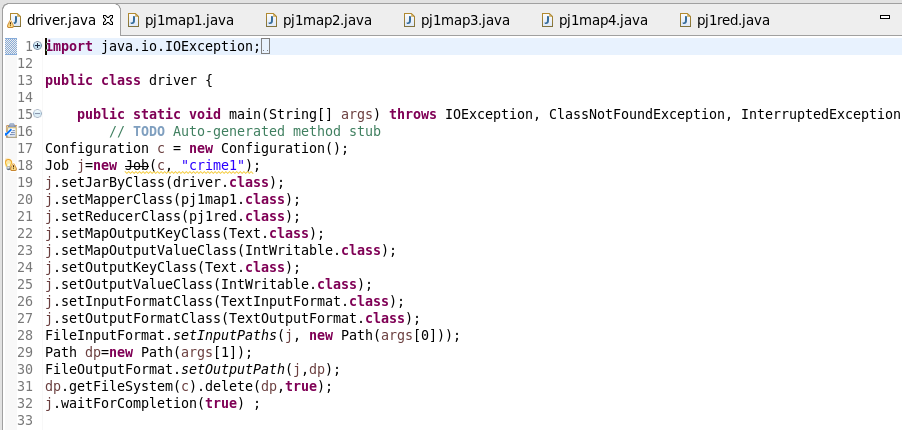 driver.java pj1map1.java pj1map2.java pj1map3.java pj1map4.java pj1red.java
1 import java.io.IOException;
12
13 public class driver {
14
15 public static void main(String[] args) throws IOException, ClassNotFoundException, InterruptedException
16 // TODO Auto-generated method stub
17 Configuration c = new Configuration();
18 Job j=new Job(c, "crime1");
19 j.setJarByClass(driver.class);
20 j.setMapperClass(pj1map1.class);
21 j.setReducerClass(pj1red.class);
22 j.setMapOutputKeyClass(Text.class);
23 j.setMapOutputValueClass(IntWritable.class);
24 j.setOutputKeyClass(Text.class);
25 j.setOutputValueClass(IntWritable.class);
26 j.setInputFormatClass(TextInputFormat.class);
27 j.setOutputFormatClass(TextOutputFormat.class);
28 FileInputFormat.setInputPaths(j, new Path(args[0]));
29 Path dp=new Path(args[1]);
30 FileOutputFormat.setOutputPath(j,dp);
31 dp.getFileSystem(c).delete(dp,true);
32 j.waitForCompletion(true) ;
33